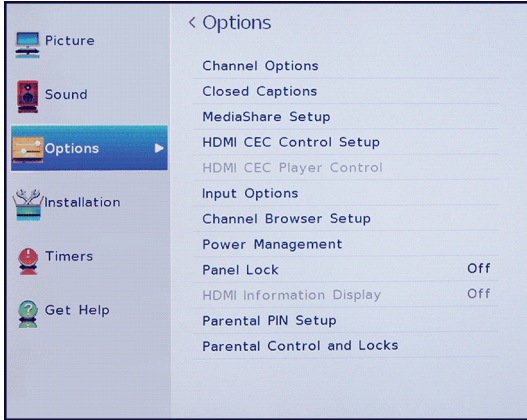 Picture
Sound
Options
Installation
Timers
Get Help
< Options
Channel Options
Closed Captions
MediaShare Setup
HDMI CEC Control Setup
HDMI CEC Player Control
Input Options
Channel Browser Setup
Power Management
Panel Lock Off
HDMI Information Display Off
Parental PIN Setup
Parental Control and Locks